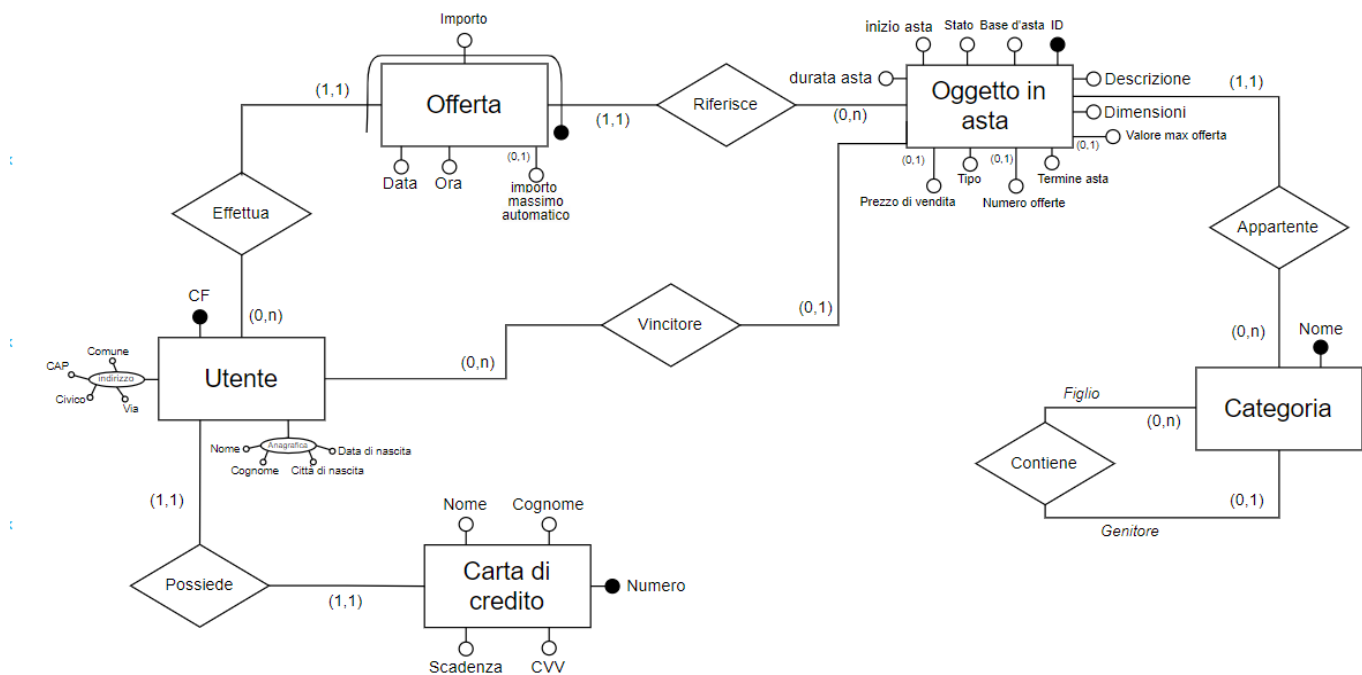 Importo
inizio asta
Stato
Base d'asta
ID
durata asta
Descrizione
(1,1)
Offerta
Riferisce
Oggetto in
asta
(1,1)
(1,1)
(0,n)
Dimensioni
(0,1)
Valore max offerta
(0,1)
(0,1)
(0,1)
Data
Ora
importo
massimo
automatico
Tipo
Termine asta
Prezzo di vendita
Numero offerte
Effettua
Appartente
CF
(0,n)
Vincitore
(0,1)
(0,n)
(0,n)
Nome
Comune
CAP
indirizzo
Civico
Via
Utente
Figlio
(0,n)
Categoria
Nome
Anagrafica
Data di nascita
Cognome
Città di nascita
Contiene
(0,1)
Genitore
(1,1)
Nome
Cognome
Possiede
(1,1)
Carta di
credito
Numero
Scadenza
CVV